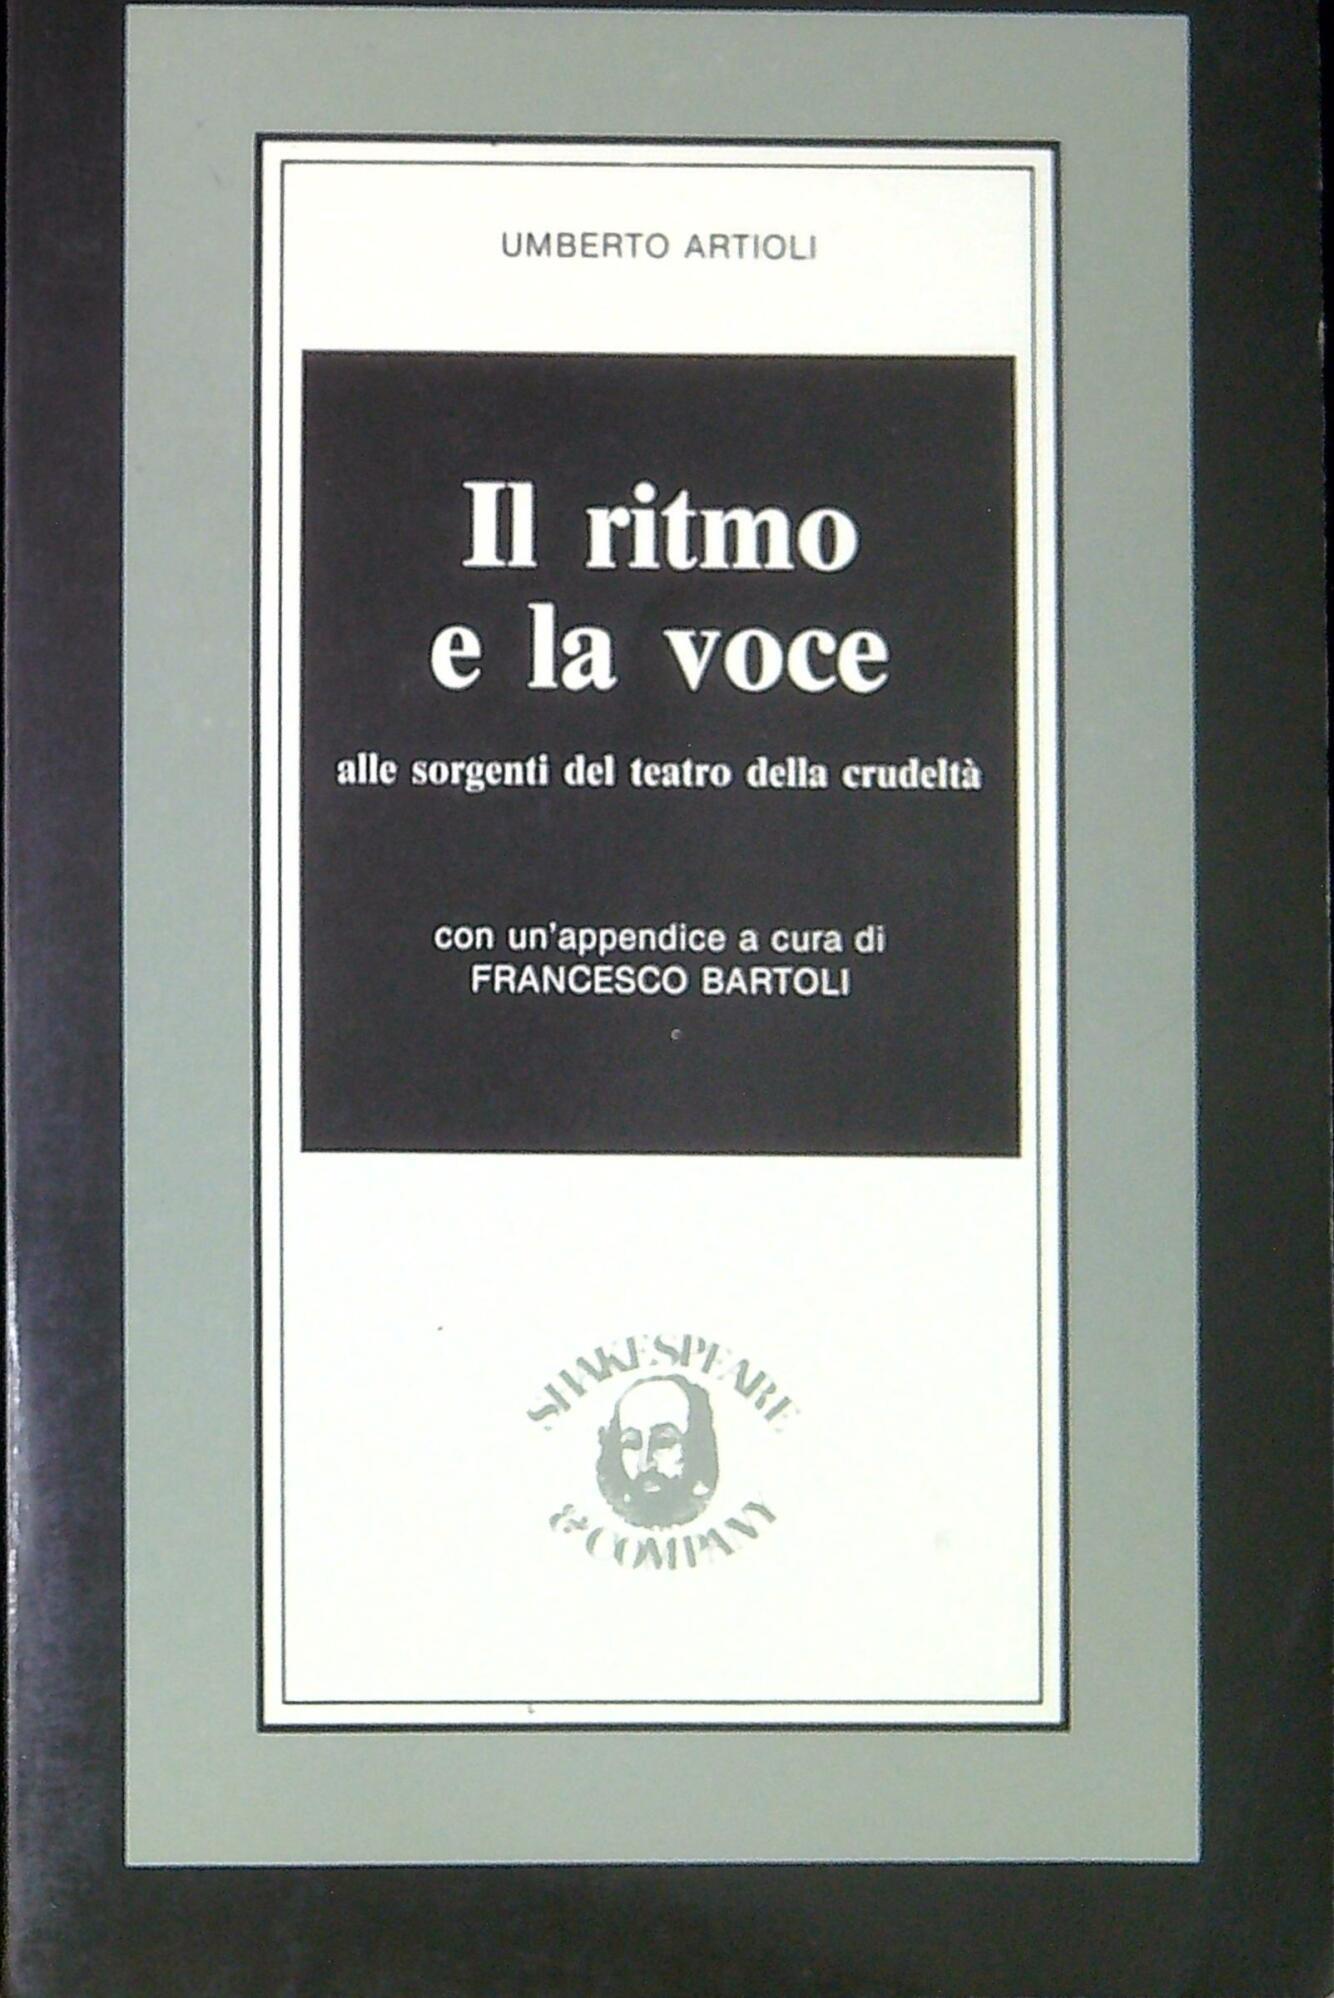 UMBERTO ARTIOLI
Il ritmo
e la voce
alle sorgenti del teatro della crudeltà
con un'appendice a cura di
FRANCESCO BARTOLI
SHAKESPEARE
& COMPANY